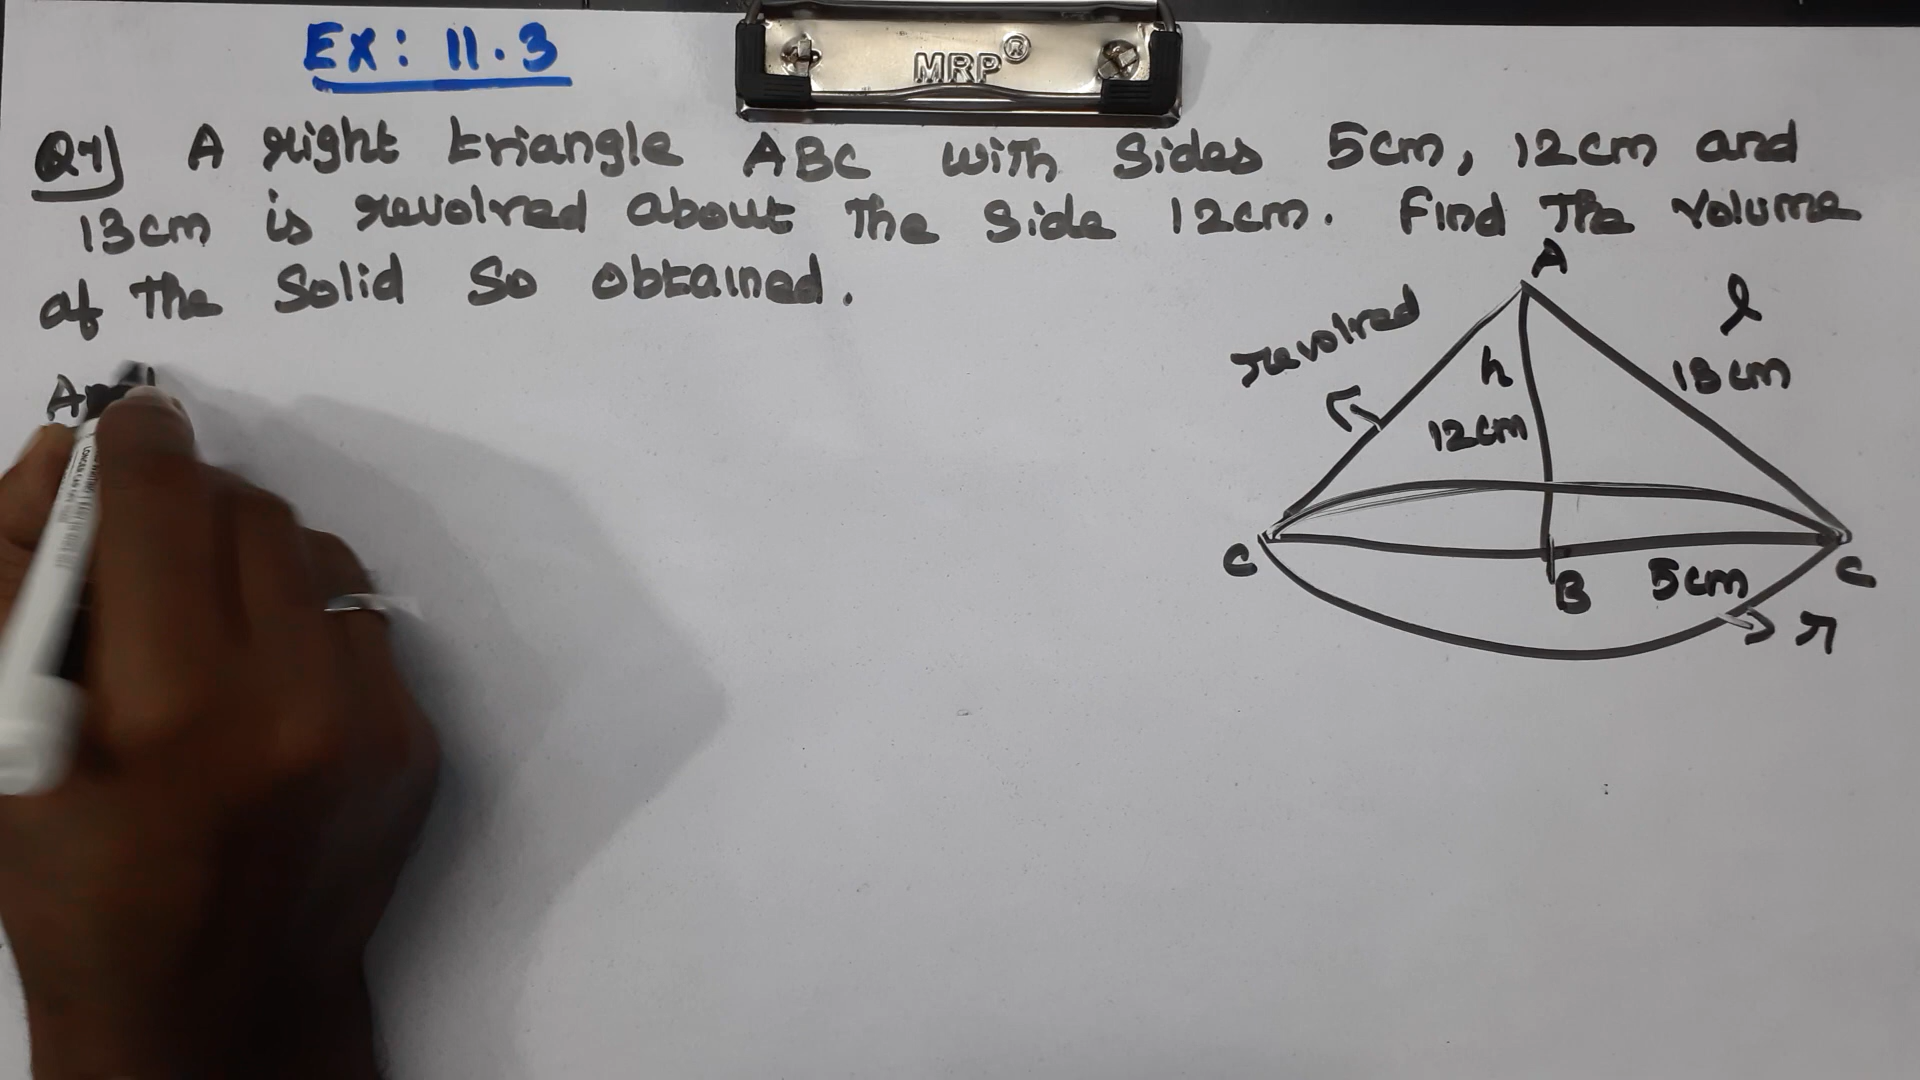 EX: 11.3
MRP®
Q7) A right triangle ABC with Sides 5cm, 12cm and
13cm is revolved about The Side 12cm. Find The Volume
of The Solid So obtained.
A
revolved
h
l
12cm
13cm
C
B
5cm
C
r